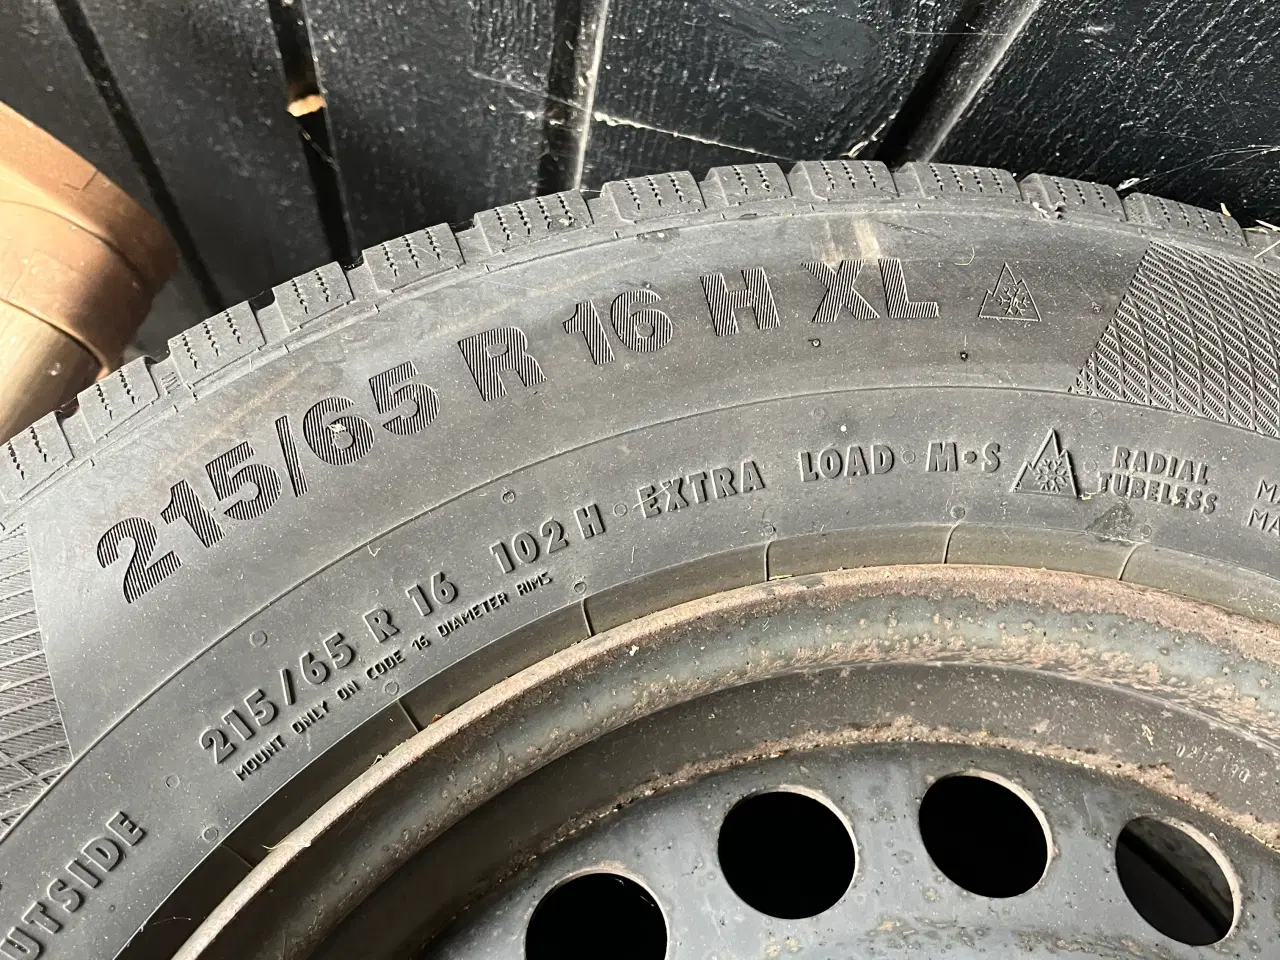 215/65 R 16 H XL
215/65 R 16 102 H EXTRA LOAD M•S
RADIAL
TUBELESS
MOUNT ONLY ON CODE 16 DIAMETER RIMS